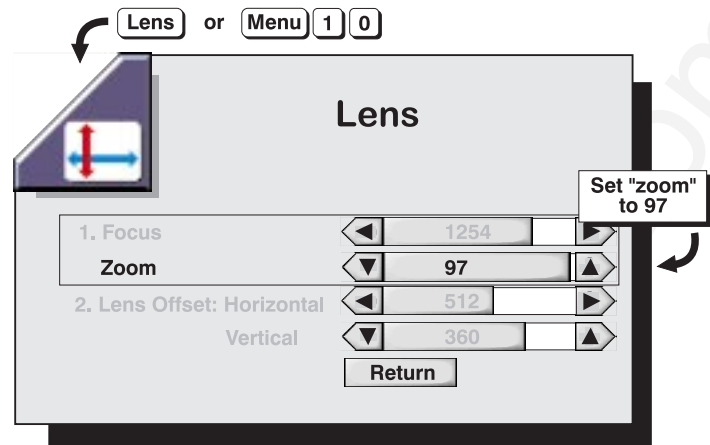 Lens or Menu 1 0
Lens
Set "zoom"
to 97
1. Focus 1254
Zoom 97
2. Lens Offset: Horizontal 512
Vertical 360
Return